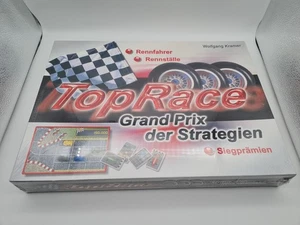 Wolfgang Kramer
Rennfahrer
Rennställe
TopRace
Grand Prix
der Strategien
Siegprämien